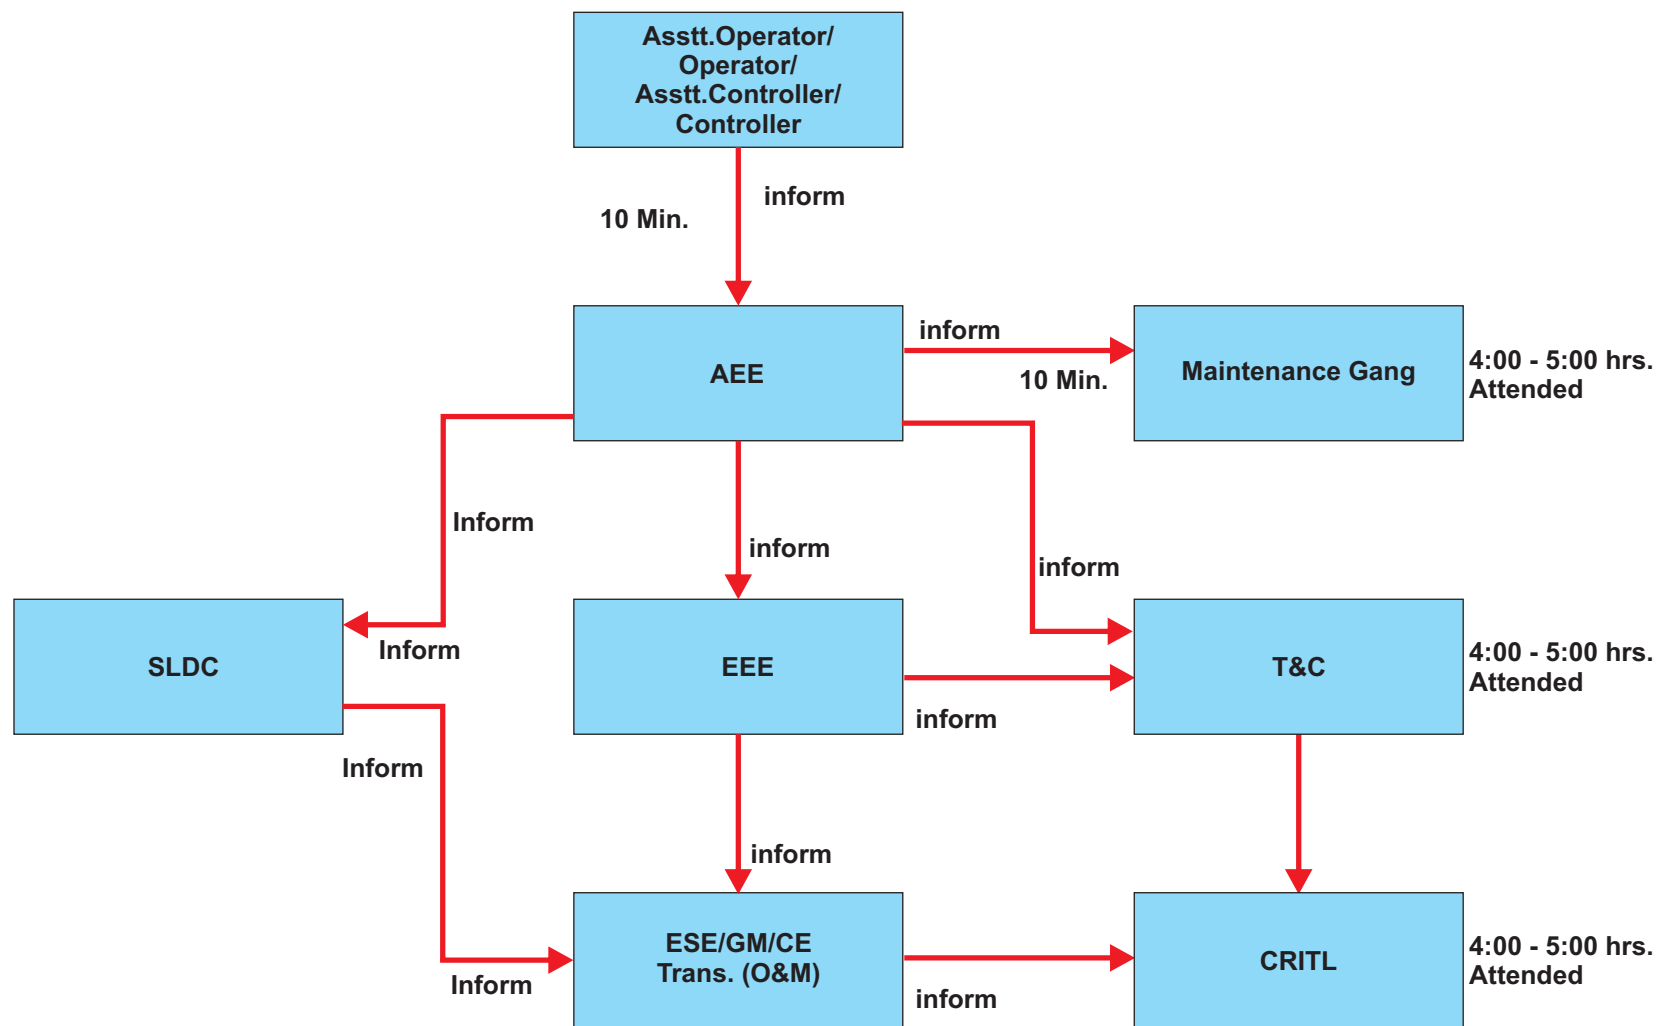 Asstt.Operator/
Operator/
Asstt.Controller/
Controller
inform
10 Min.
AEE
inform
10 Min.
Maintenance Gang
4:00 - 5:00 hrs.
Attended
Inform
inform
inform
SLDC
Inform
EEE
inform
T&C
4:00 - 5:00 hrs.
Attended
Inform
inform
ESE/GM/CE
Trans. (O&M)
Inform
inform
CRITL
4:00 - 5:00 hrs.
Attended